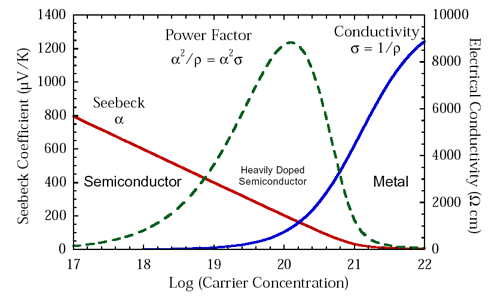 1400
1200
1000
800
600
400
200
0
Seebeck Coefficient (μV/K)
Power Factor
α²/ρ = α²σ
Conductivity
σ = 1/ρ
Seebeck
α
Semiconductor
Heavily Doped
Semiconductor
Metal
10000
8000
6000
4000
2000
0
Electrical Conductivity (Ω cm)
17
18
19
20
21
22
Log (Carrier Concentration)